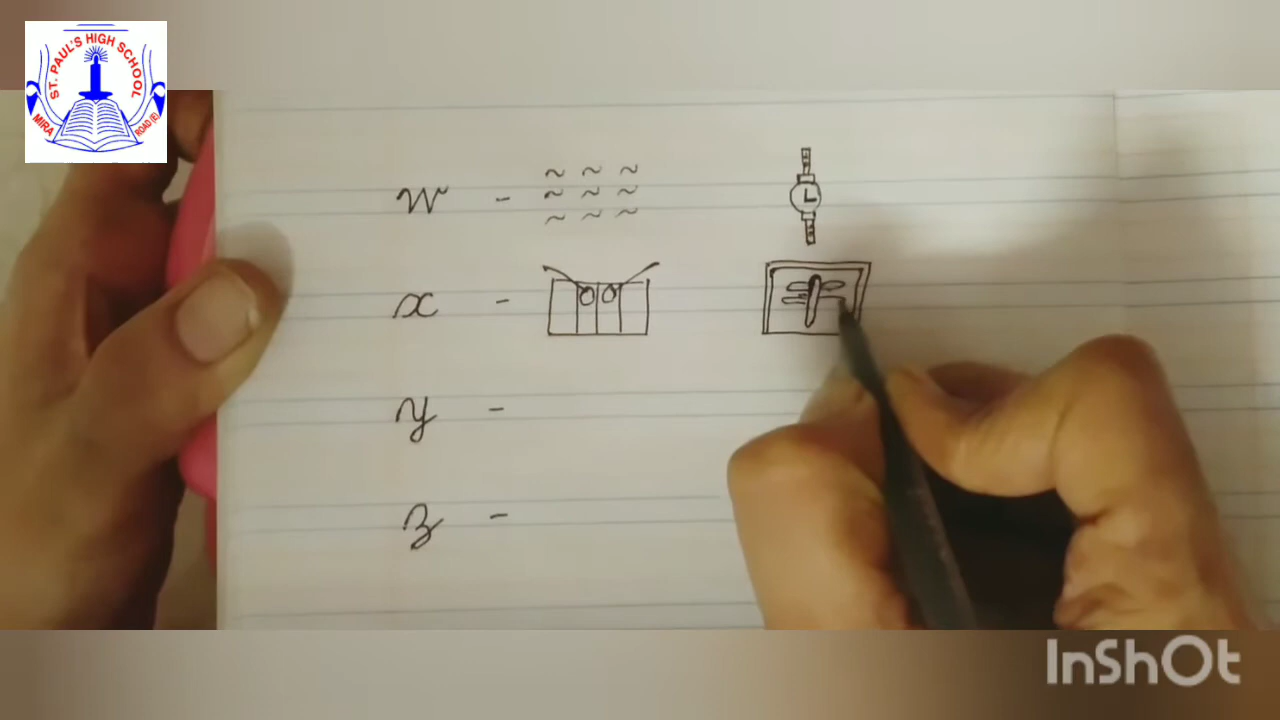 ST. PAUL'S HIGH SCHOOL
MIRA ROAD (E)
w -
x -
y -
z -
InShOt